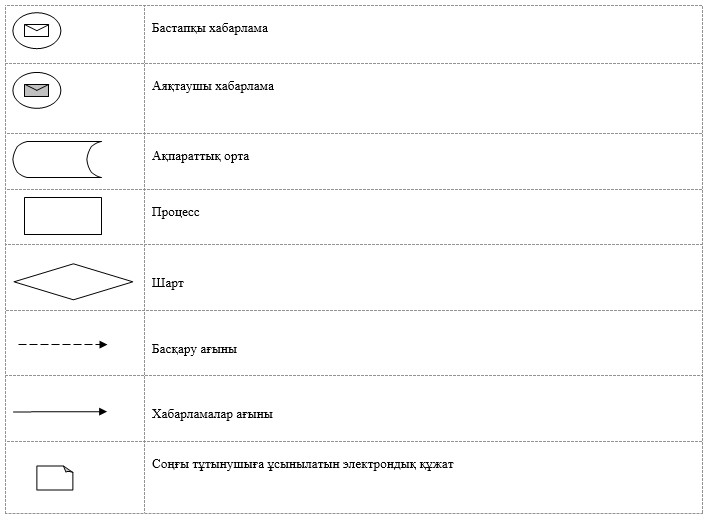 Бастапқы хабарлама
Аяқтаушы хабарлама
Ақпараттық орта
Процесс
Шарт
Басқару ағыны
Хабарламалар ағыны
Соңғы тұтынушыға ұсынылатын электрондық құжат